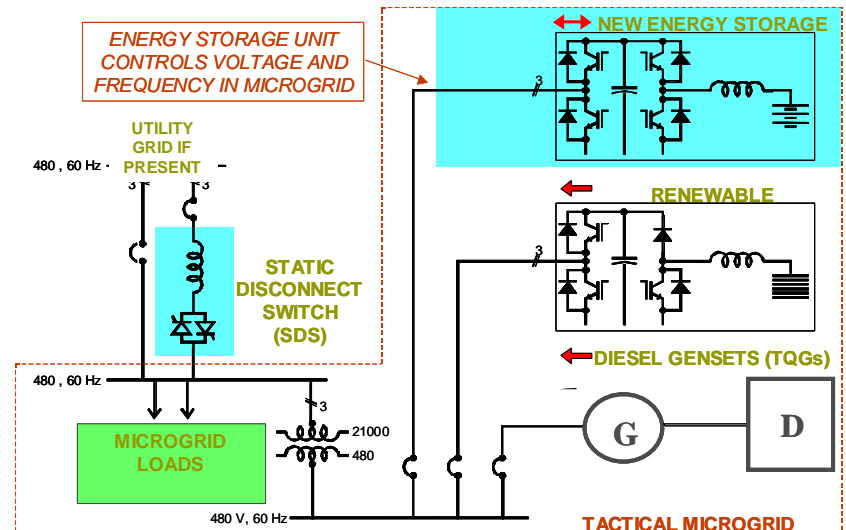 ENERGY STORAGE UNIT
CONTROLS VOLTAGE AND
FREQUENCY IN MICROGRID
NEW ENERGY STORAGE
3
UTILITY
GRID IF
PRESENT
480 , 60 Hz
3
3
RENEWABLE
3
STATIC
DISCONNECT
SWITCH
(SDS)
DIESEL GENSETS (TQGs)
480 , 60 Hz
3
MICROGRID
LOADS
21000
480
G
D
480 V, 60 Hz
TACTICAL MICROGRID